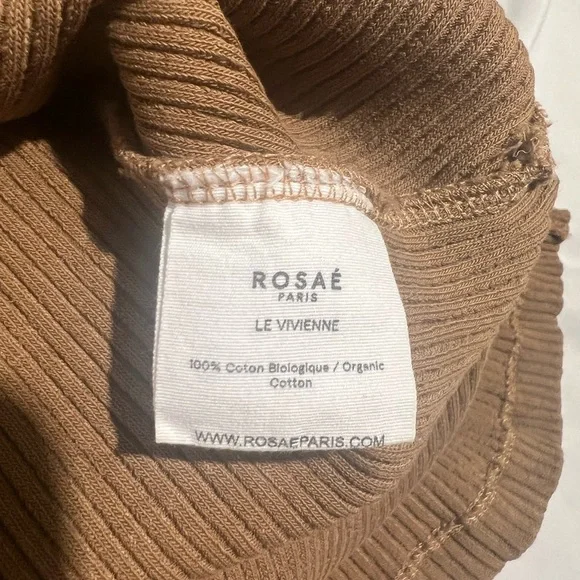 ROSAÉ
PARIS
LE VIVIENNE
100% Coton Biologique / Organic
Cotton
WWW.ROSAEPARIS.COM